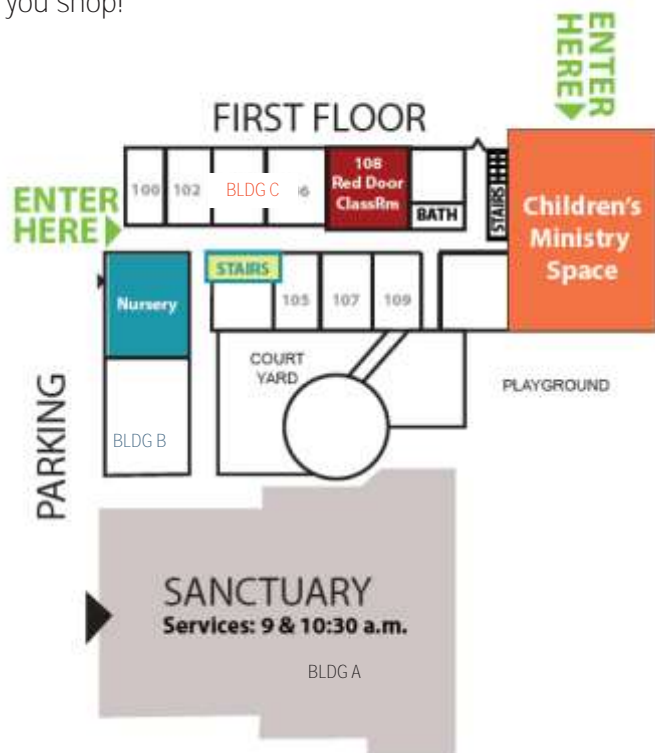 you shop!
ENTER
HERE
FIRST FLOOR
ENTER
HERE
100
102
BLDG C
6
108
Red Door
ClassRm
BATH
STAIRS
Children's
Ministry
Space
Nursery
STAIRS
105
107
109
COURT
YARD
PLAYGROUND
PARKING
BLDG B
SANCTUARY
Services: 9 & 10:30 a.m.
BLDG A